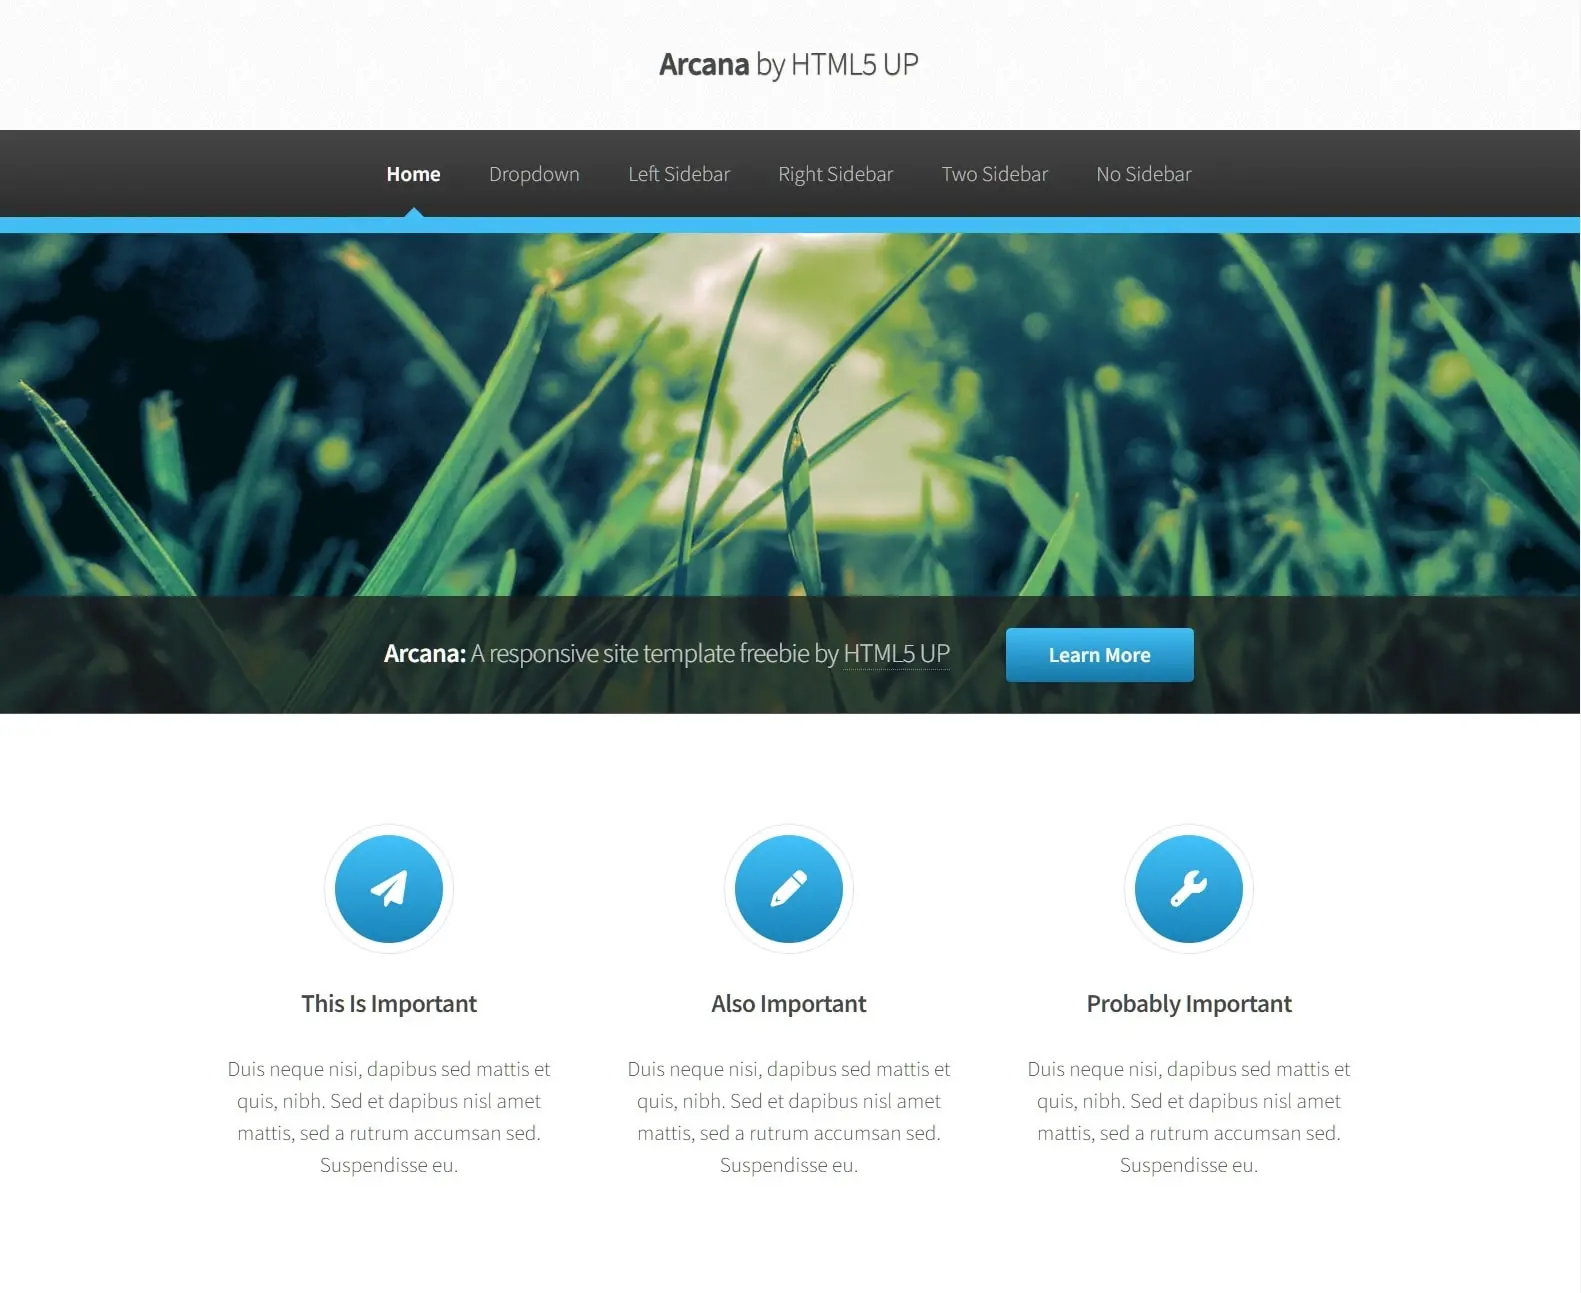 Arcana by HTML5 UP
Home Dropdown Left Sidebar Right Sidebar Two Sidebar No Sidebar
Arcana: A responsive site template freebie by HTML5 UP Learn More
This Is Important
Duis neque nisi, dapibus sed mattis et
quis, nibh. Sed et dapibus nisl amet
mattis, sed a rutrum accumsan sed.
Suspendisse eu.
Also Important
Duis neque nisi, dapibus sed mattis et
quis, nibh. Sed et dapibus nisl amet
mattis, sed a rutrum accumsan sed.
Suspendisse eu.
Probably Important
Duis neque nisi, dapibus sed mattis et
quis, nibh. Sed et dapibus nisl amet
mattis, sed a rutrum accumsan sed.
Suspendisse eu.